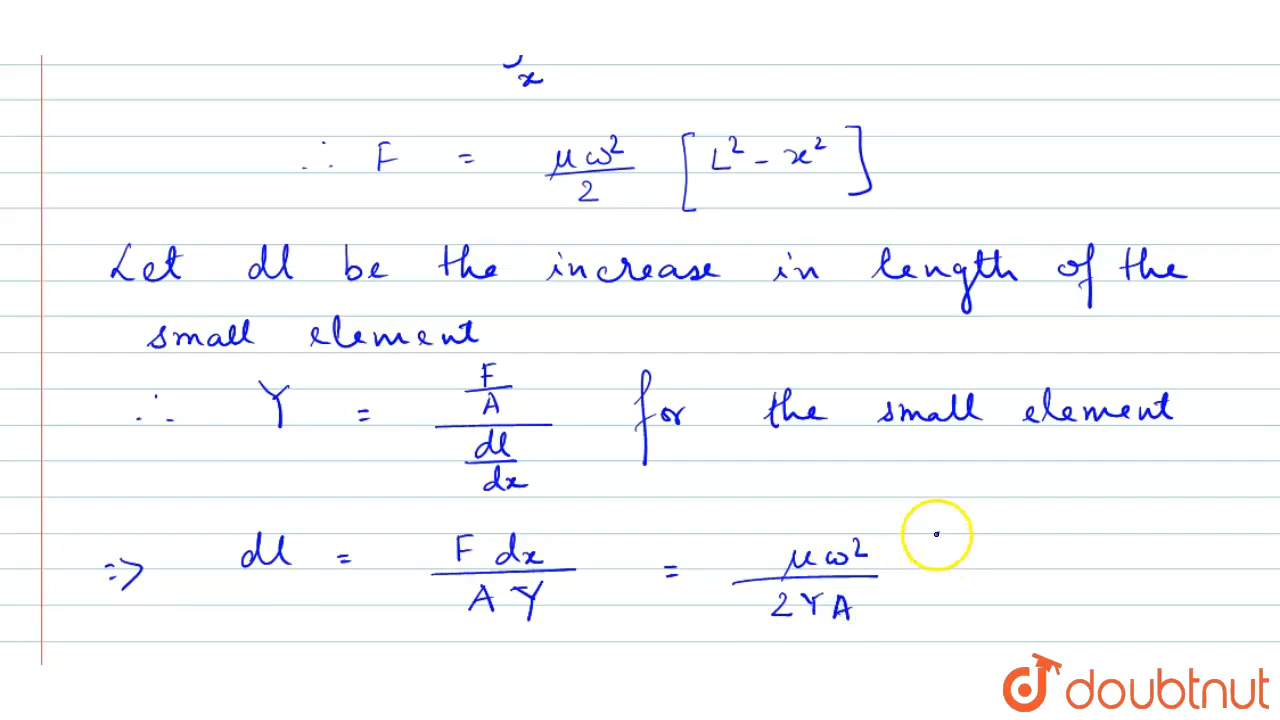 x
∴ F = μω²/2 [L² - x²]
Let dl be the increase in length of the
small element
∴ Y = (F/A)/(dl/dx) for the small element
⇒ dl = F dx/A Y = μω²/2YA
doubtnut